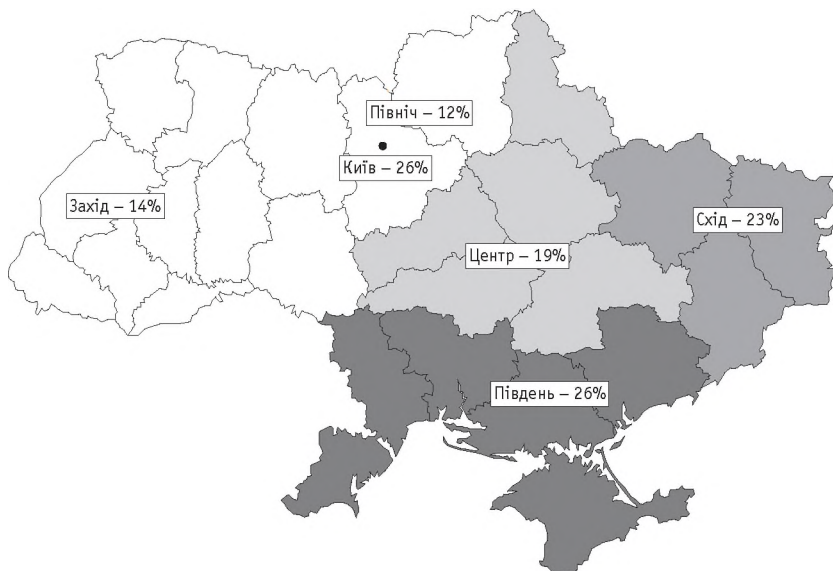 Північ – 12%
Київ – 26%
Захід – 14%
Схід – 23%
Центр – 19%
Південь – 26%